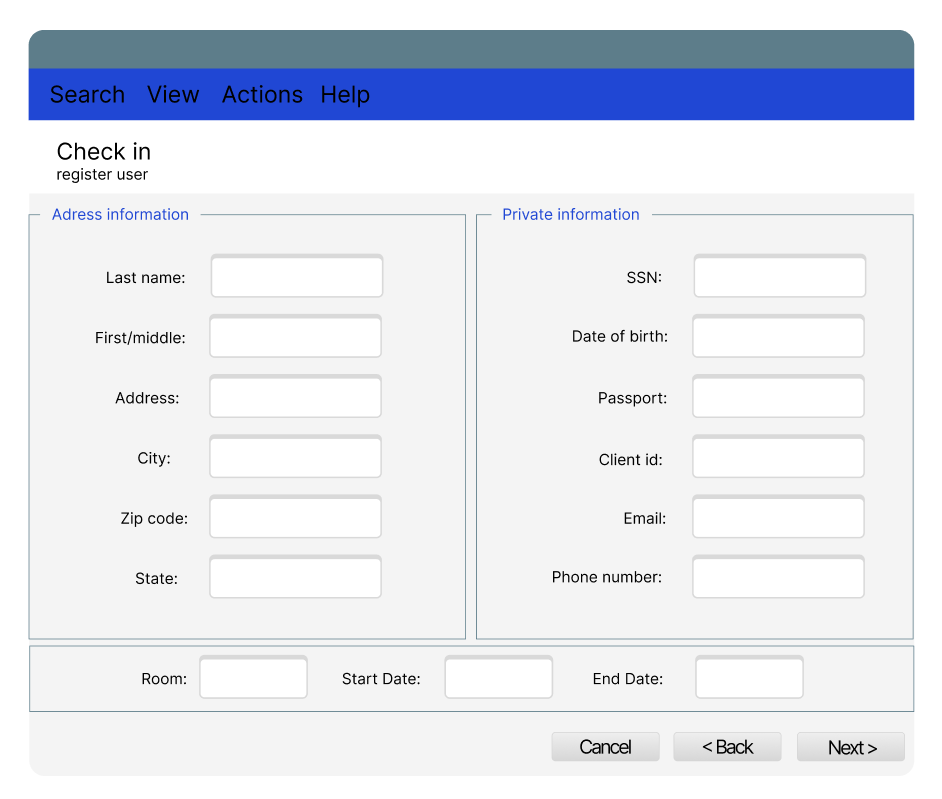 Search View Actions Help
Check in
register user
Adress information
Last name:
First/middle:
Address:
City:
Zip code:
State:
Private information
SSN:
Date of birth:
Passport:
Client id:
Email:
Phone number:
Room: Start Date: End Date:
Cancel < Back Next >